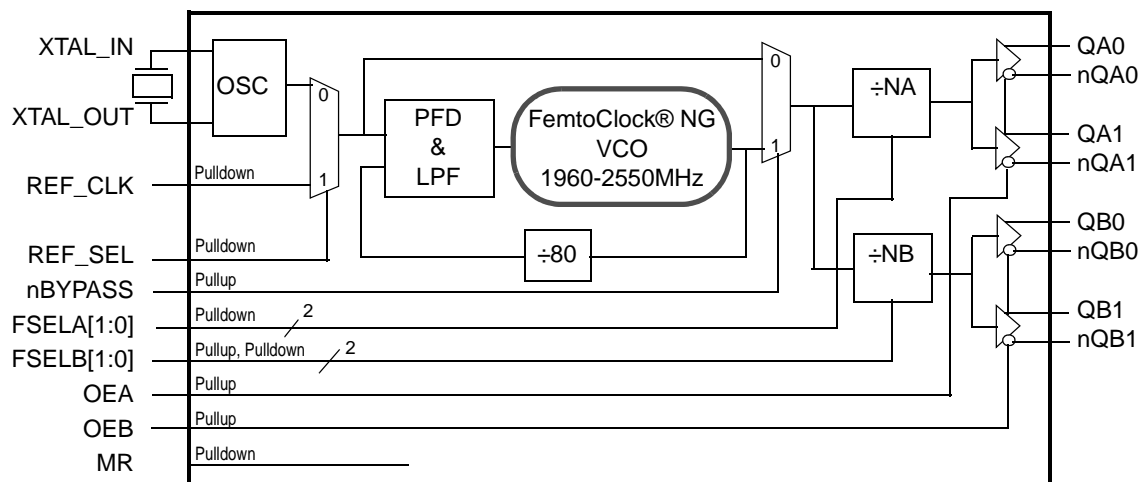 XTAL_IN
XTAL_OUT
REF_CLK
REF_SEL
nBYPASS
FSELA[1:0]
FSELB[1:0]
OEA
OEB
MR
Pulldown
Pulldown
Pullup
Pulldown
2
Pullup, Pulldown
2
Pullup
Pullup
Pulldown
OSC
0
1
PFD
&
LPF
FemtoClock® NG
VCO
1960-2550MHz
÷80
0
1
÷NA
÷NB
QA0
nQA0
QA1
nQA1
QB0
nQB0
QB1
nQB1